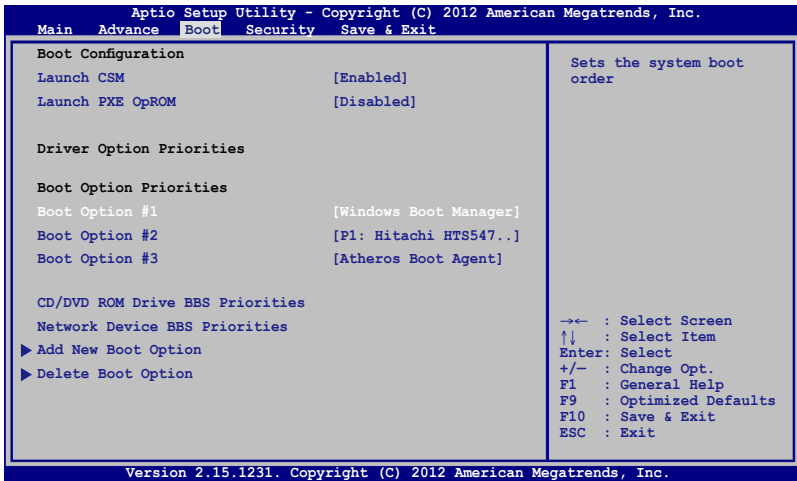 Aptio Setup Utility - Copyright (C) 2012 American Megatrends, Inc.
Main Advance Boot Security Save & Exit
Boot Configuration
Launch CSM [Enabled]
Launch PXE OpROM [Disabled]
Driver Option Priorities
Boot Option Priorities
Boot Option #1 [Windows Boot Manager]
Boot Option #2 [P1: Hitachi HTS547..]
Boot Option #3 [Atheros Boot Agent]
CD/DVD ROM Drive BBS Priorities
Network Device BBS Priorities
Add New Boot Option
Delete Boot Option
Sets the system boot
order
→← : Select Screen
↑↓ : Select Item
Enter: Select
+/— : Change Opt.
F1 : General Help
F9 : Optimized Defaults
F10 : Save & Exit
ESC : Exit
Version 2.15.1231. Copyright (C) 2012 American Megatrends, Inc.